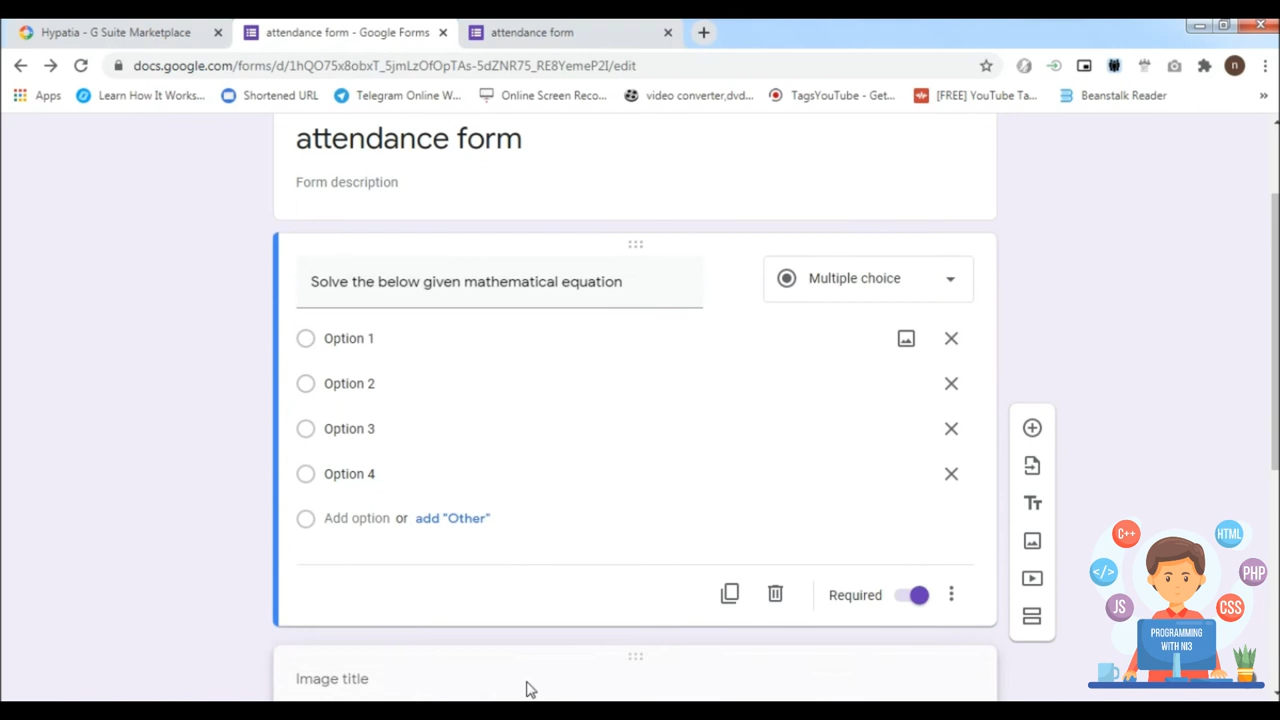 Hypatia - G Suite Marketplace
attendance form - Google Forms
attendance form
docs.google.com/forms/d/1hQO75x8obxT_5jmLzOfOpTAs-5dZNR75_RE8YemeP2I/edit
n
Apps
Learn How It Works...
Shortened URL
Telegram Online W...
Online Screen Reco...
video converter,dvd...
TagsYouTube - Get...
[FREE] YouTube Ta...
Beanstalk Reader
»
attendance form
Form description
Solve the below given mathematical equation
Multiple choice
Option 1
Option 2
Option 3
Option 4
Add option or add "Other"
Required
Image title
Tt
C++
HTML
</>
PHP
JS
CSS
PROGRAMMING
WITH NI3